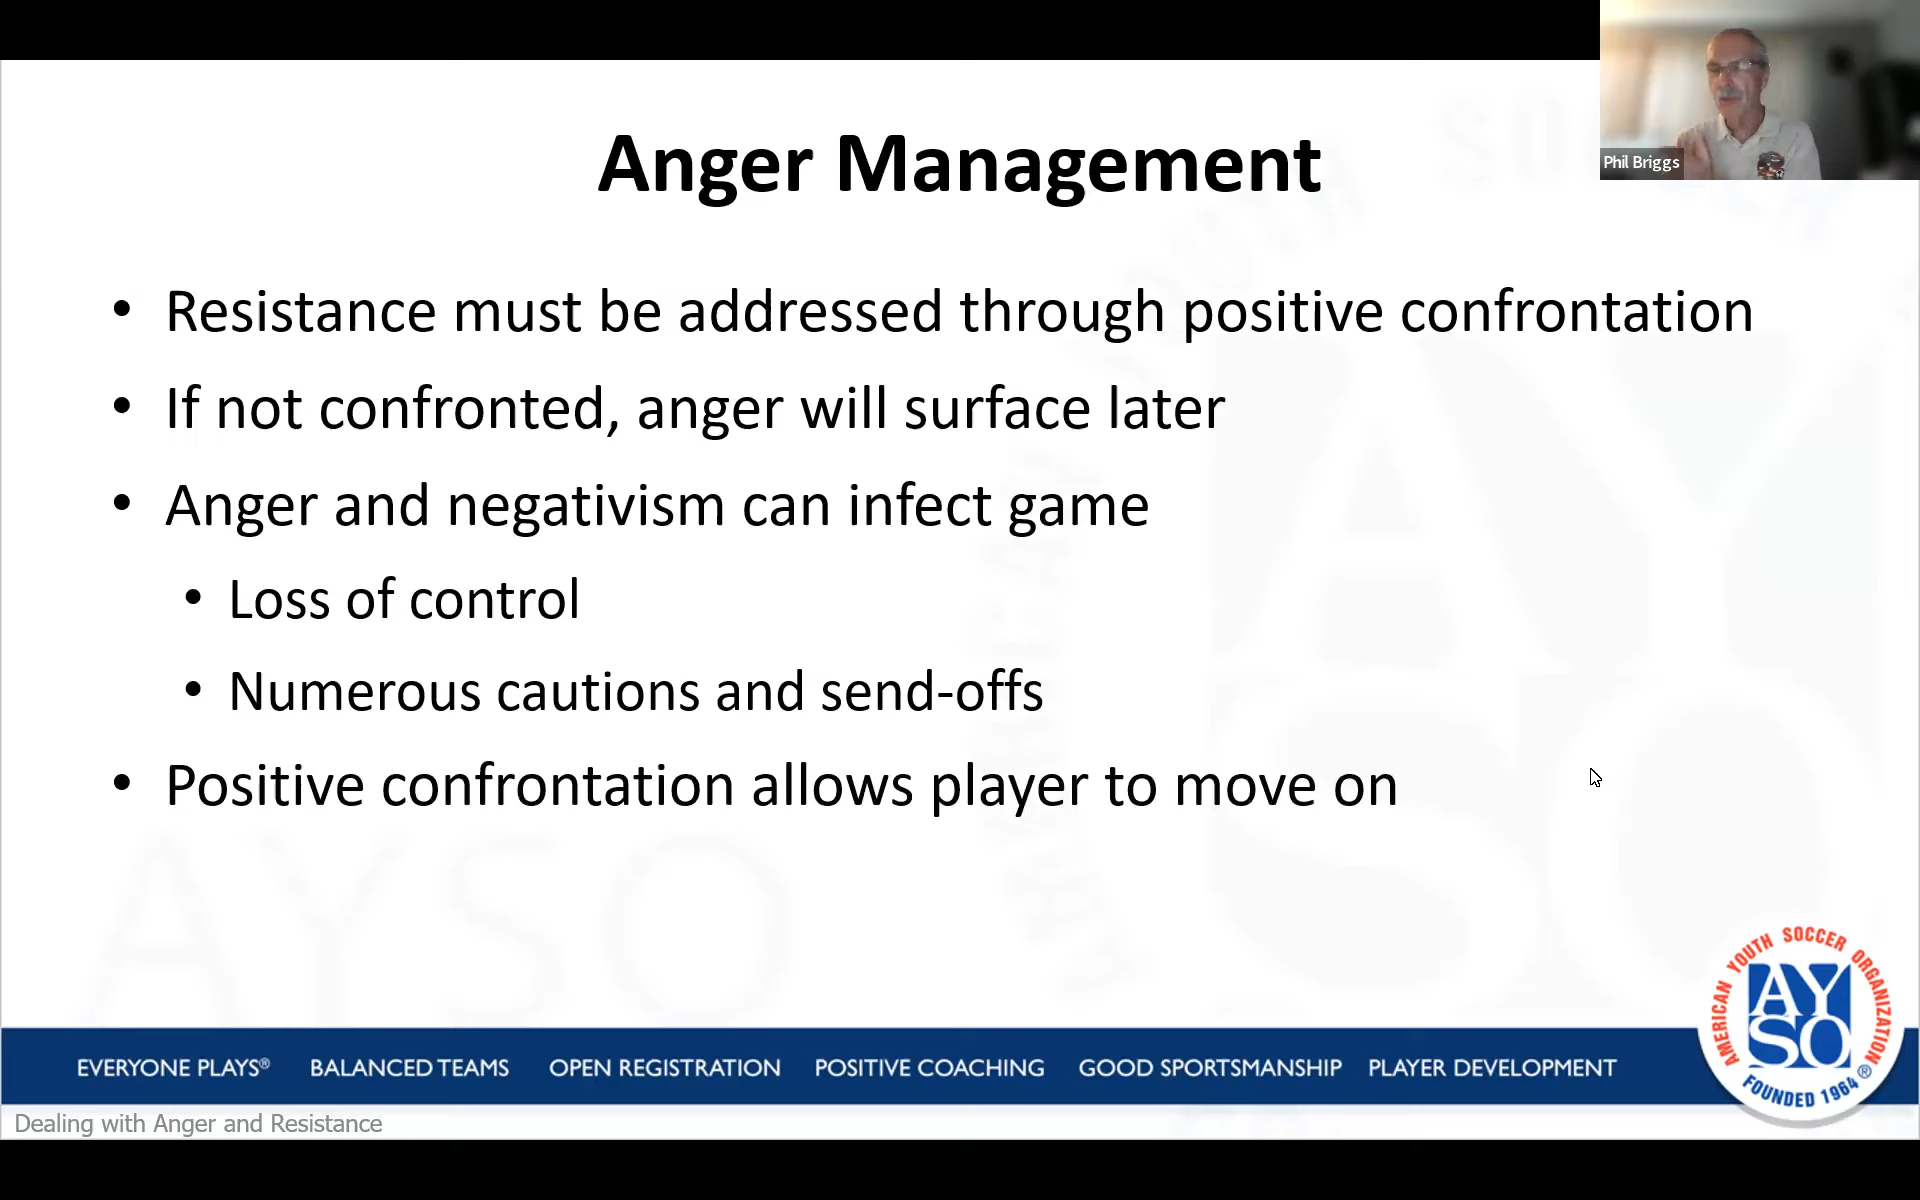 Phil Briggs
Anger Management
• Resistance must be addressed through positive confrontation
• If not confronted, anger will surface later
• Anger and negativism can infect game
• Loss of control
• Numerous cautions and send-offs
• Positive confrontation allows player to move on
AYSO
AMERICAN YOUTH SOCCER ORGANIZATION
AY
SO
FOUNDED 1964®
EVERYONE PLAYS® BALANCED TEAMS OPEN REGISTRATION POSITIVE COACHING GOOD SPORTSMANSHIP PLAYER DEVELOPMENT
Dealing with Anger and Resistance